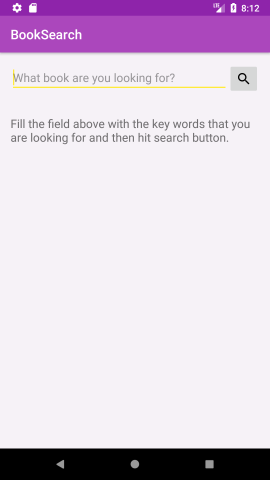 8:12
BookSearch
What book are you looking for?
Fill the field above with the key words that you
are looking for and then hit search button.